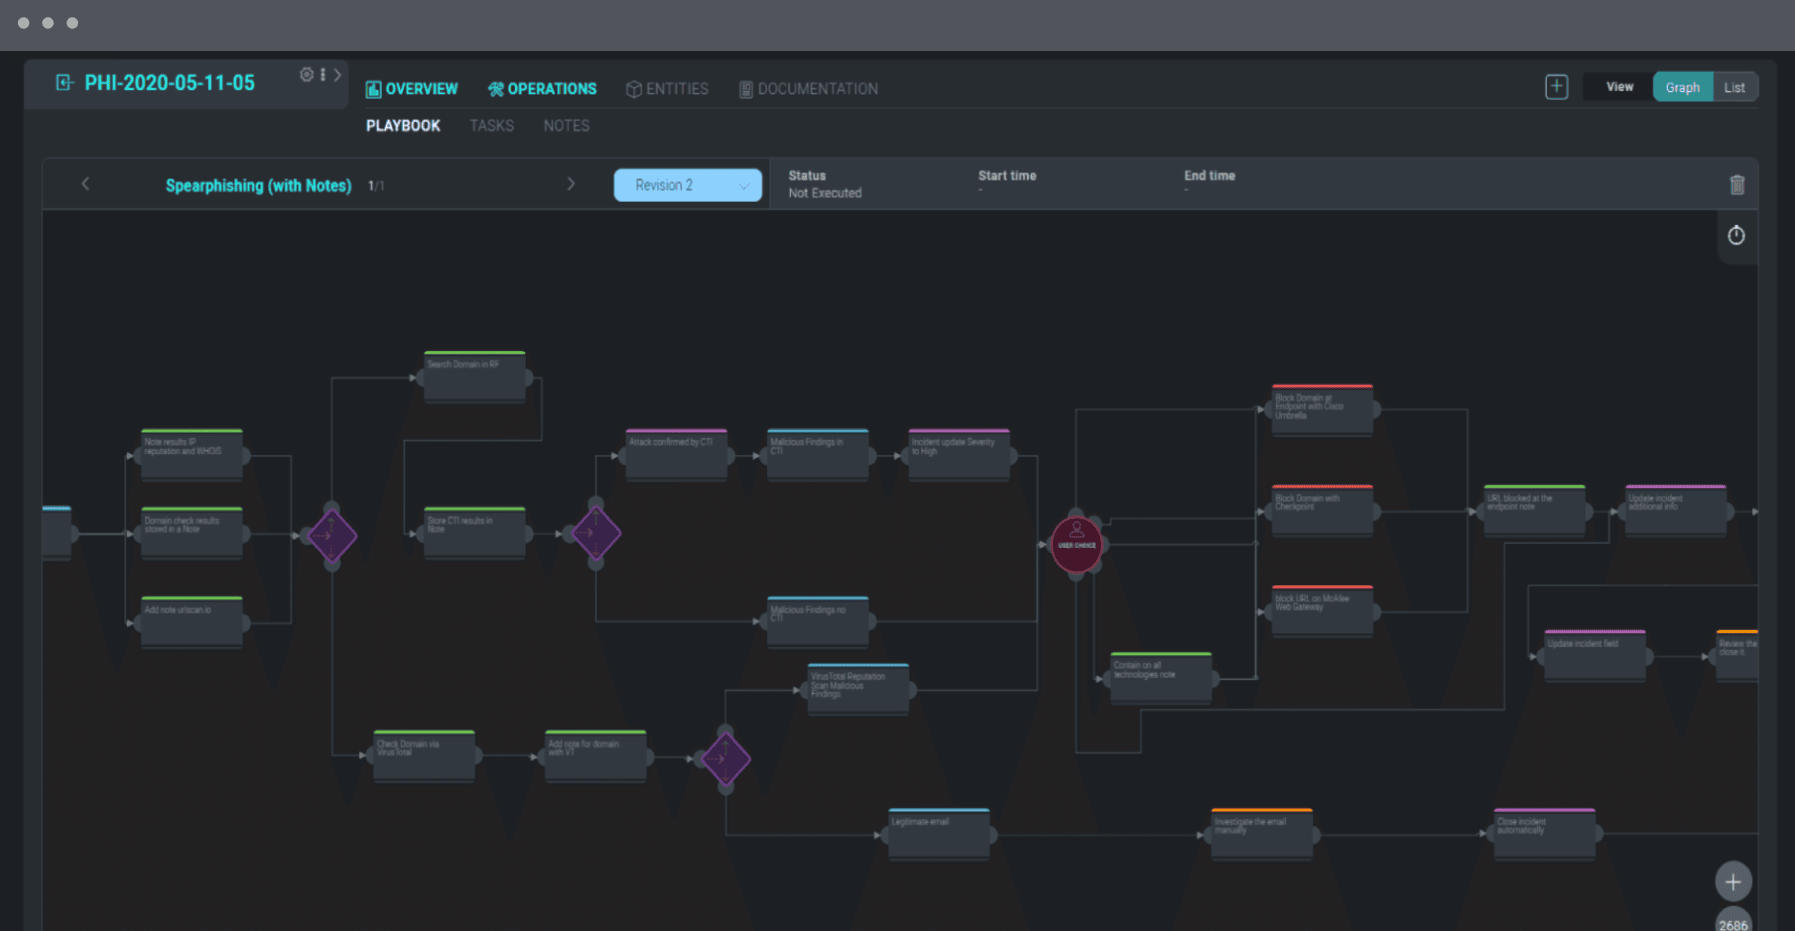 PHI-2020-05-11-05
OVERVIEW
OPERATIONS
ENTITIES
DOCUMENTATION
View
Graph
List
PLAYBOOK
TASKS
NOTES
Spearphishing (with Notes)
1/1
Revision 2
Status
Not Executed
Start time
-
End time
-
Search Domain in RF
Note results IP
reputation and WHOIS
Domain check results
stored in a Note
Add note urlscan.io
Store CTI results in
Note
Attack confirmed by CTI
Malicious Findings in
CTI
Incident update Severity
to High
Malicious Findings no
CTI
VirusTotal Reputation
Scan Malicious
Findings
Check Domain via
VirusTotal
Add note for domain
with VT
Legitimate email
USER CHOICE
Block Domain at
Endpoint with Cisco
Umbrella
Block Domain with
Checkpoint
block URL on McAfee
Web Gateway
Contain on all
technologies note
URL blocked at the
endpoint note
Update incident
additional info
Update incident field
Review the
close it
Investigate the email
manually
Close incident
automatically
2686